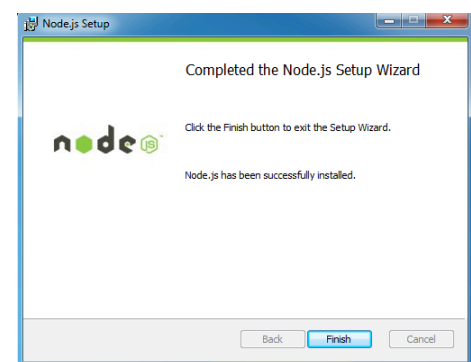 Node.js Setup
Completed the Node.js Setup Wizard
Click the Finish button to exit the Setup Wizard.
node JS
Node.js has been successfully installed.
Back Finish Cancel